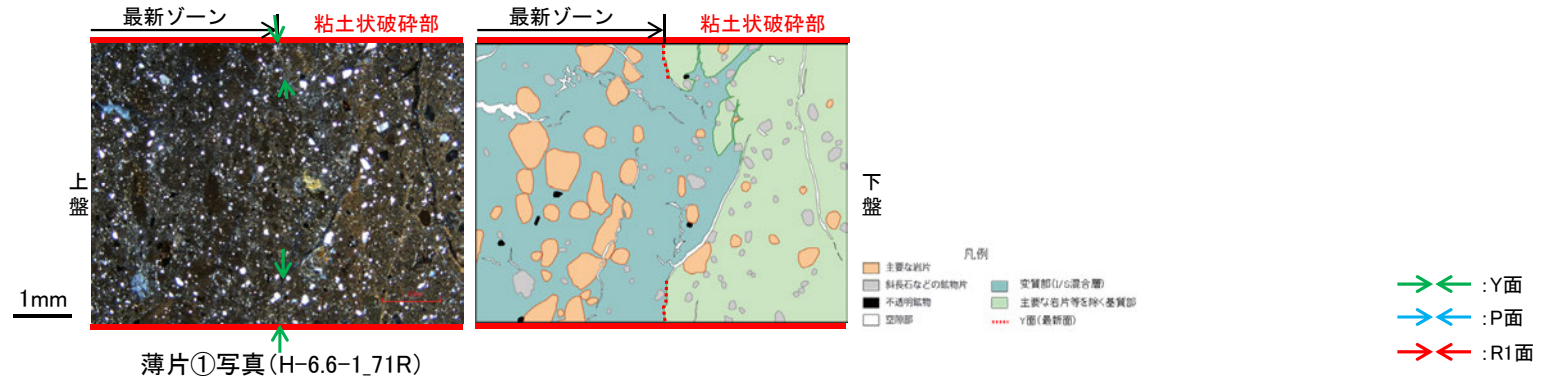 最新ゾーン
粘土状破砕部
最新ゾーン
粘土状破砕部
上盤
下盤
1mm
薄片①写真(H-6.6-1_71R)
凡例
主要な岩片
斜長石などの鉱物片
不透明鉱物
空隙部
変質部(I/S混合層)
主要な岩片等を除く基質部
Y面(最新面)
:Y面
:P面
:R1面